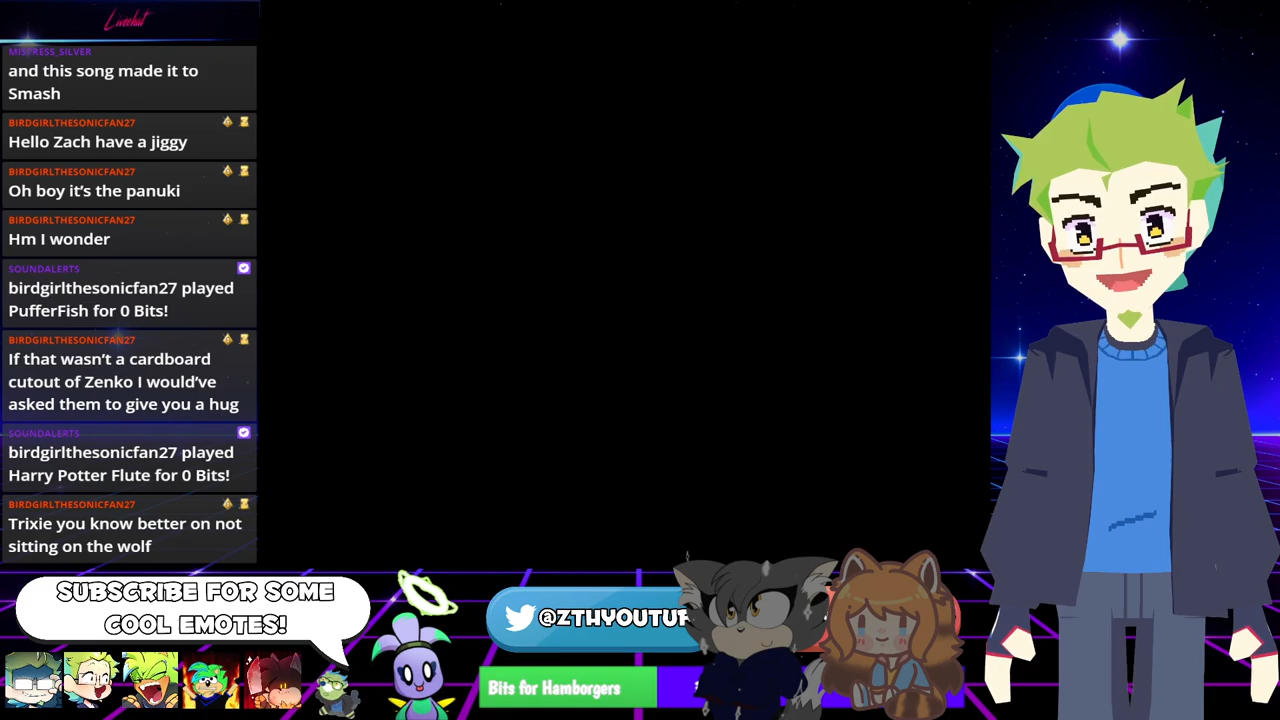 Livechat
MISPRESS_SILVER
and this song made it to
Smash
BIRDGIRLTHESONICFAN27
Hello Zach have a jiggy
BIRDGIRLTHESONICFAN27
Oh boy it’s the panuki
BIRDGIRLTHESONICFAN27
Hm I wonder
SOUNDALERTS
birdgirlthesonicfan27 played
PufferFish for 0 Bits!
BIRDGIRLTHESONICFAN27
If that wasn’t a cardboard
cutout of Zenko I would’ve
asked them to give you a hug
SOUNDALERTS
birdgirlthesonicfan27 played
Harry Potter Flute for 0 Bits!
BIRDGIRLTHESONICFAN27
Trixie you know better on not
sitting on the wolf
SUBSCRIBE FOR SOME
COOL EMOTES!
@ZTHYOUTUB
Bits for Hamborgers